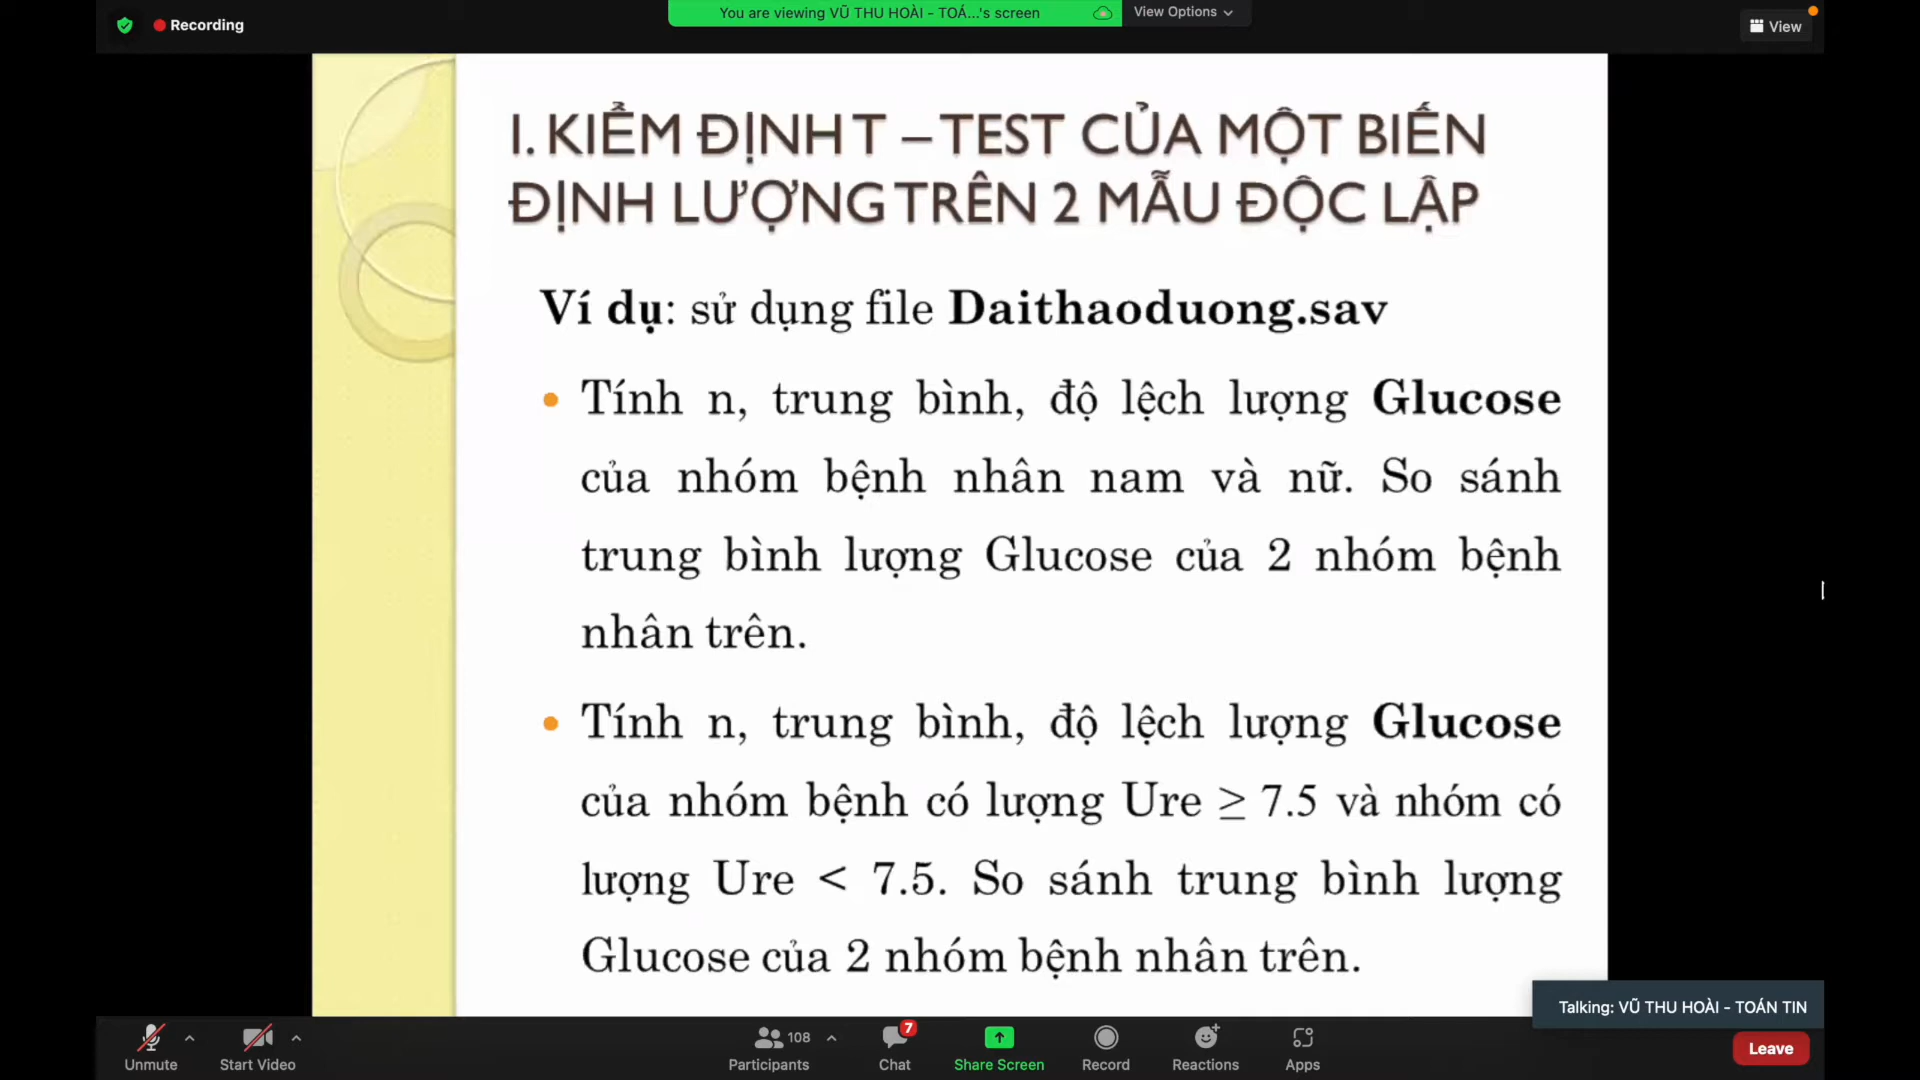 Recording
You are viewing VŨ THU HOÀI - TOÁ...'s screen
View Options
View
I. KIỂM ĐỊNH T – TEST CỦA MỘT BIẾN
ĐỊNH LƯỢNG TRÊN 2 MẪU ĐỘC LẬP
Ví dụ: sử dụng file Daithaoduong.sav
• Tính n, trung bình, độ lệch lượng Glucose
của nhóm bệnh nhân nam và nữ. So sánh
trung bình lượng Glucose của 2 nhóm bệnh
nhân trên.
• Tính n, trung bình, độ lệch lượng Glucose
của nhóm bệnh có lượng Ure ≥ 7.5 và nhóm có
lượng Ure < 7.5. So sánh trung bình lượng
Glucose của 2 nhóm bệnh nhân trên.
Talking: VŨ THU HOÀI - TOÁN TIN
Unmute
Start Video
108
Participants
7
Chat
Share Screen
Record
Reactions
Apps
Leave